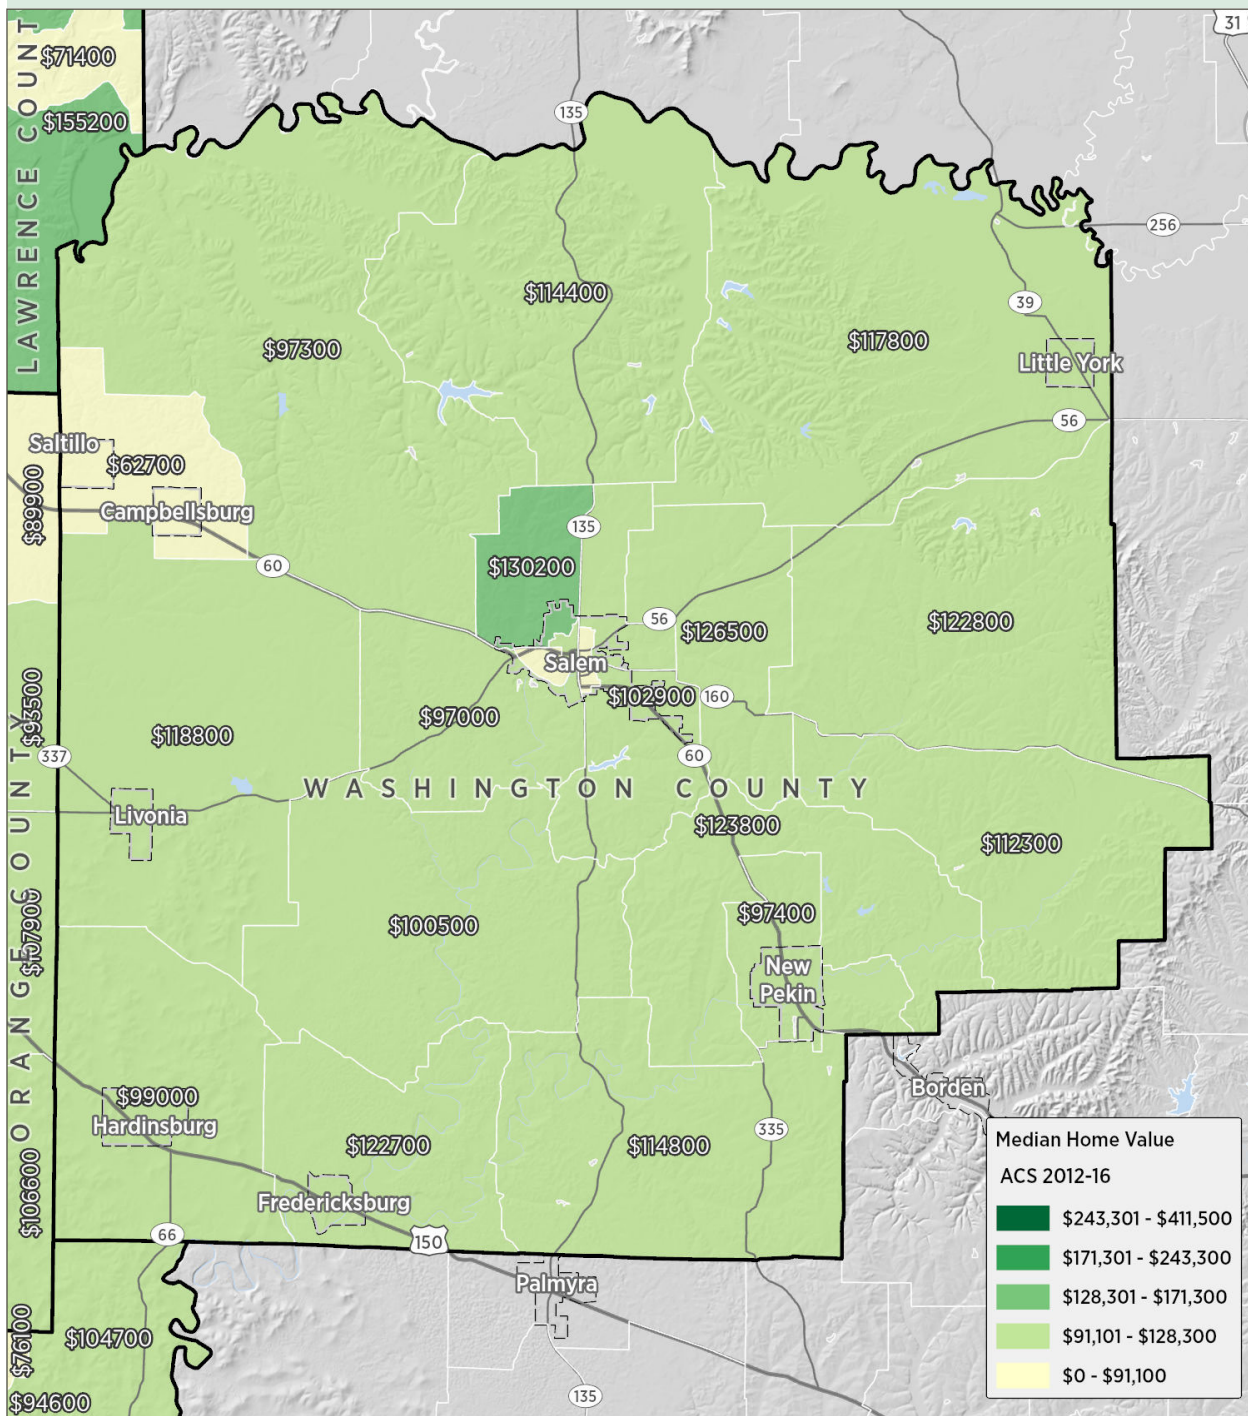 31
$71400
135
$155200
LAWRENCE COUNT
256
$114400
39
$97300
$117800
Little York
56
Saltillo
$62700
$89900
Campbellsburg
135
60
$130200
56
$126500
$122800
Salem
$102900
160
$93500
$97000
$118800
337
60
WASHINGTON COUNTY
Livonia
$123800
$112300
ORANGE COUNTY
$107900
$100500
$97400
New
Pekin
Borden
$99000
Hardinsburg
335
$122700
$114800
$106600
Fredericksburg
66
150
Palmyra
$76100
$104700
135
$94600
Median Home Value
ACS 2012-16
$243,301 - $411,500
$171,301 - $243,300
$128,301 - $171,300
$91,101 - $128,300
$0 - $91,100